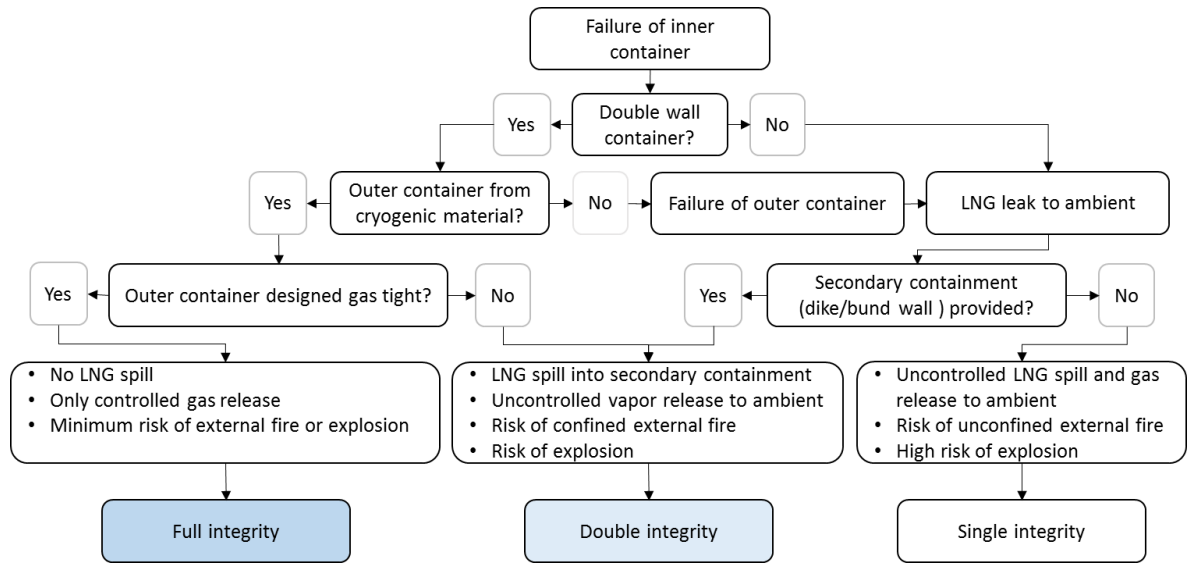 Failure of inner
container
Yes
Double wall
container?
No
Yes
Outer container from
cryogenic material?
No
Failure of outer container
LNG leak to ambient
Yes
Outer container designed gas tight?
No
Yes
Secondary containment
(dike/bund wall ) provided?
No
• No LNG spill
• Only controlled gas release
• Minimum risk of external fire or explosion
• LNG spill into secondary containment
• Uncontrolled vapor release to ambient
• Risk of confined external fire
• Risk of explosion
• Uncontrolled LNG spill and gas
release to ambient
• Risk of unconfined external fire
• High risk of explosion
Full integrity
Double integrity
Single integrity